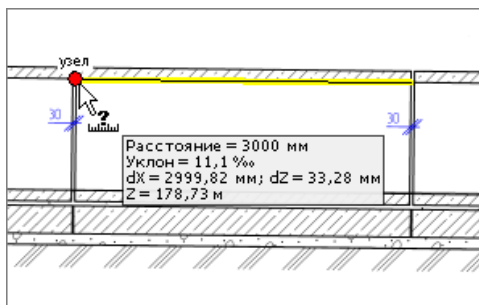 узел
30
30
?
Расстояние = 3000 мм
Уклон = 11,1 ‰
dX = 2999,82 мм; dZ = 33,28 мм
Z = 178,73 м